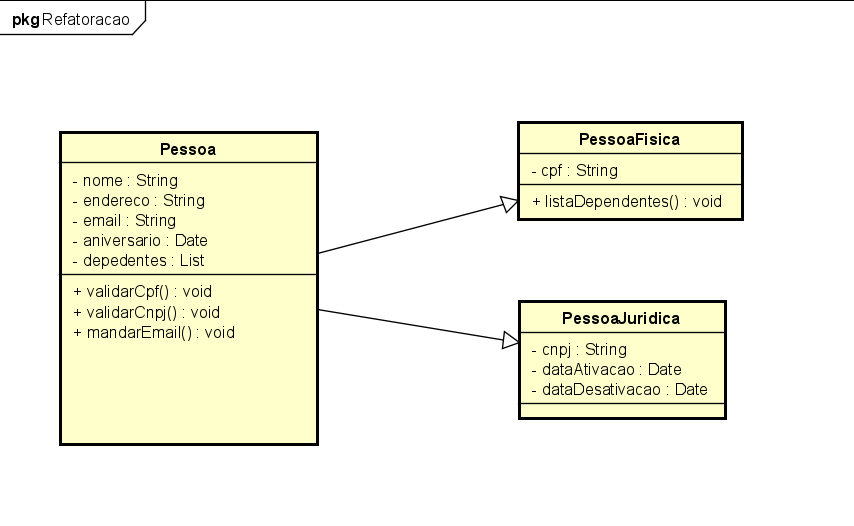 pkg Refatoracao
Pessoa
- nome : String
- endereco : String
- email : String
- aniversario : Date
- depedentes : List
+ validarCpf() : void
+ validarCnpj() : void
+ mandarEmail() : void
PessoaFisica
- cpf : String
+ listaDependentes() : void
PessoaJuridica
- cnpj : String
- dataAtivacao : Date
- dataDesativacao : Date